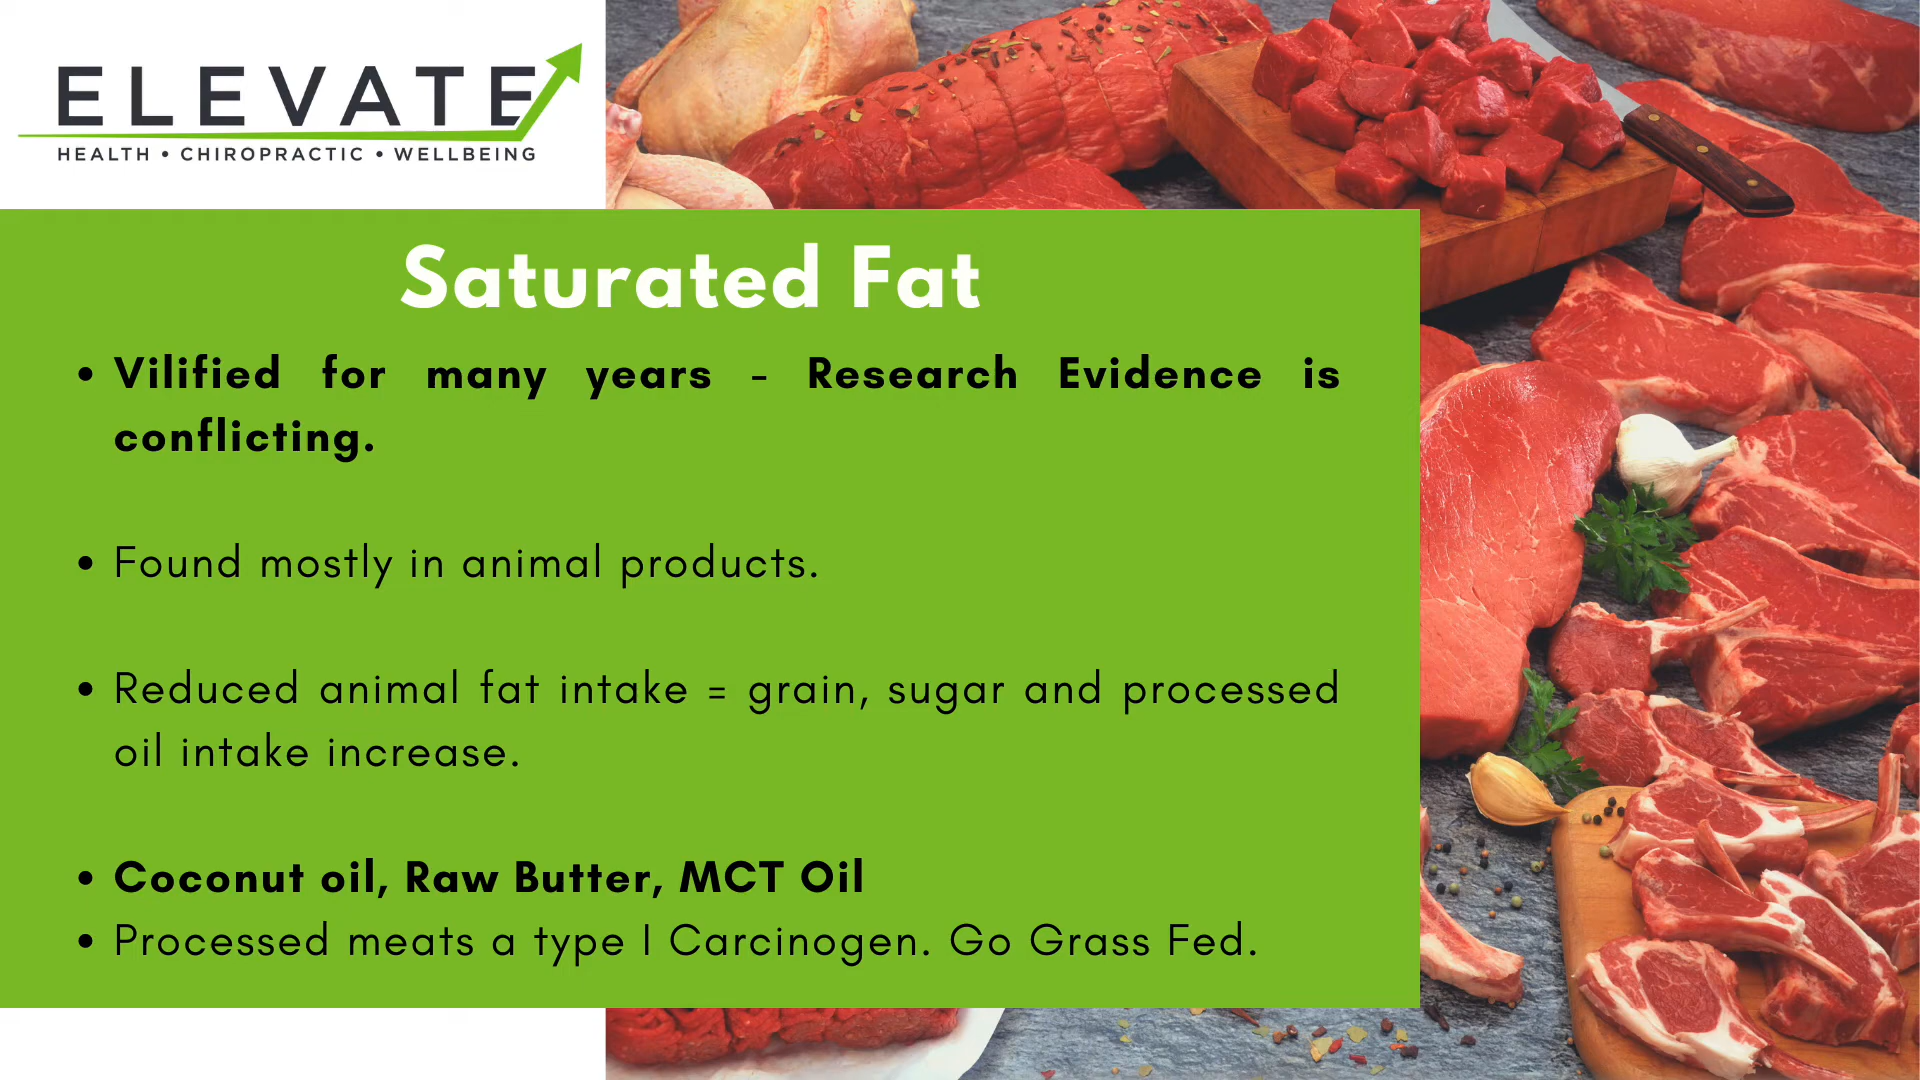 ELEVATE
HEALTH • CHIROPRACTIC • WELLBEING
Saturated Fat
• Vilified for many years - Research Evidence is
conflicting.
• Found mostly in animal products.
• Reduced animal fat intake = grain, sugar and processed
oil intake increase.
• Coconut oil, Raw Butter, MCT Oil
• Processed meats a type I Carcinogen. Go Grass Fed.